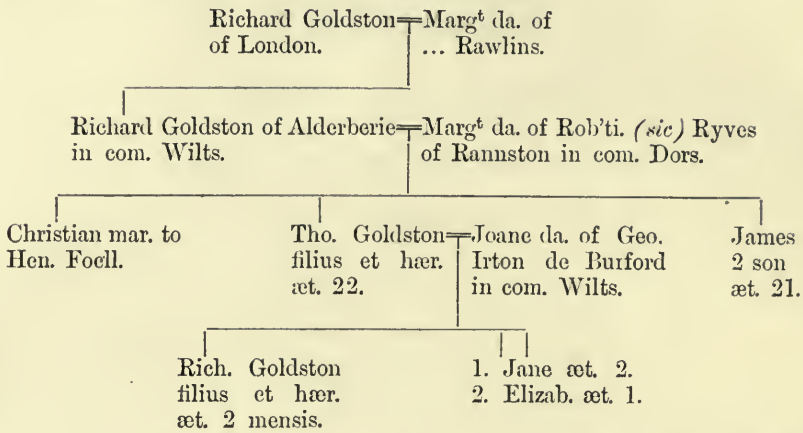 Richard Goldston
of London.
Margᵗ da. of
... Rawlins.
Richard Goldston of Alderberie
in com. Wilts.
Margᵗ da. of Rob'ti. (sic) Ryves
of Rannston in com. Dors.
Christian mar. to
Hen. Foell.
Tho. Goldston
filius et hær.
æt. 22.
Joane da. of Geo.
Irton de Burford
in com. Wilts.
James
2 son
æt. 21.
Rich. Goldston
filius et hær.
æt. 2 mensis.
1. Jane æt. 2.
2. Elizab. æt. 1.